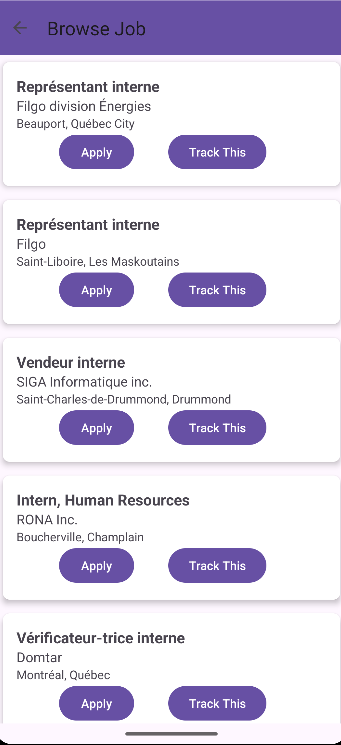 Browse Job
Représentant interne
Filgo division Énergies
Beauport, Québec City
Apply Track This
Représentant interne
Filgo
Saint-Liboire, Les Maskoutains
Apply Track This
Vendeur interne
SIGA Informatique inc.
Saint-Charles-de-Drummond, Drummond
Apply Track This
Intern, Human Resources
RONA Inc.
Boucherville, Champlain
Apply Track This
Vérificateur-trice interne
Domtar
Montréal, Québec
Apply Track This